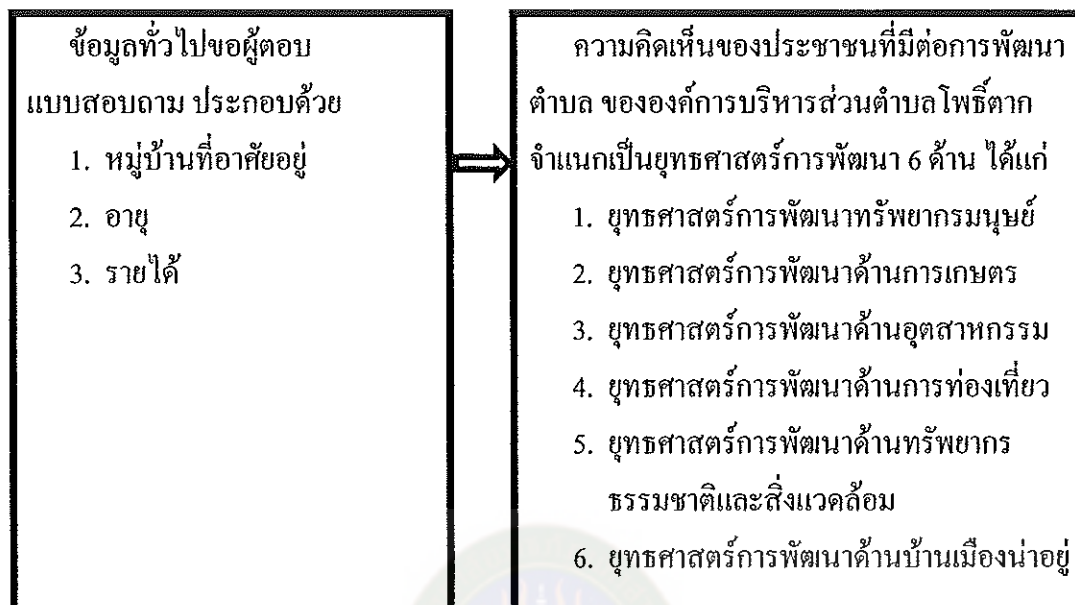 ข้อมูลทั่วไปขอผู้ตอบ
แบบสอบถาม ประกอบด้วย
1. หมู่บ้านที่อาศัยอยู่
2. อายุ
3. รายได้
ความคิดเห็นของประชาชนที่มีต่อการพัฒนา
ตำบล ขององค์การบริหารส่วนตำบลโพธิ์ตาก
จำแนกเป็นยุทธศาสตร์การพัฒนา 6 ด้าน ได้แก่
1. ยุทธศาสตร์การพัฒนาทรัพยากรมนุษย์
2. ยุทธศาสตร์การพัฒนาด้านการเกษตร
3. ยุทธศาสตร์การพัฒนาด้านอุตสาหกรรม
4. ยุทธศาสตร์การพัฒนาด้านการท่องเที่ยว
5. ยุทธศาสตร์การพัฒนาด้านทรัพยากร
ธรรมชาติและสิ่งแวดล้อม
6. ยุทธศาสตร์การพัฒนาด้านบ้านเมืองน่าอยู่